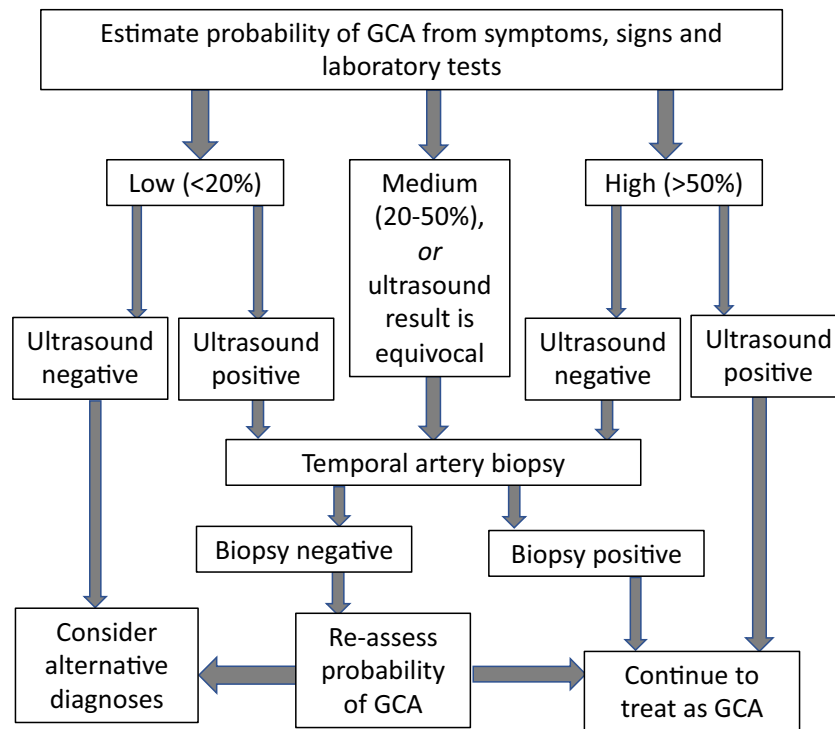 Estimate probability of GCA from symptoms, signs and
laboratory tests
Low (<20%)
Medium
(20-50%),
or
ultrasound
result is
equivocal
High (>50%)
Ultrasound
negative
Ultrasound
positive
Ultrasound
negative
Ultrasound
positive
Temporal artery biopsy
Biopsy negative
Biopsy positive
Consider
alternative
diagnoses
Re-assess
probability
of GCA
Continue to
treat as GCA